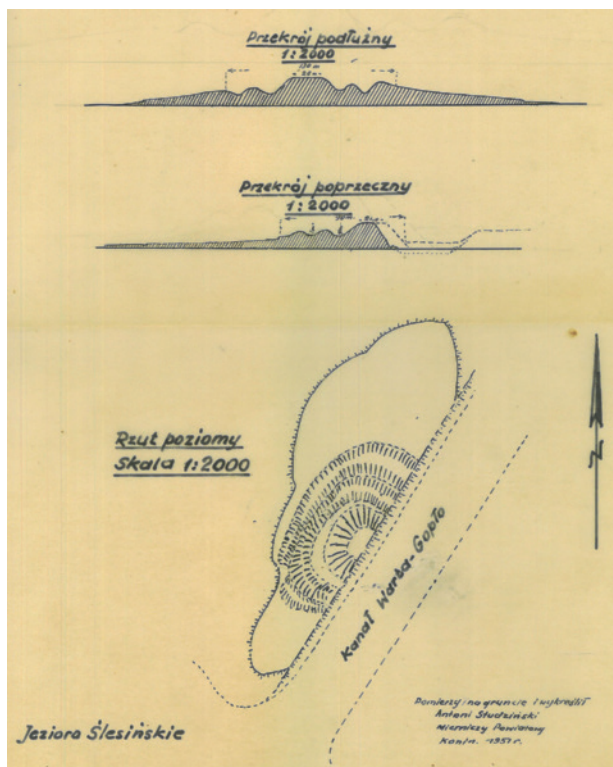 Przekrój podłużny
1:2000
Przekrój poprzeczny
1:2000
Rzut poziomy
Skala 1:2000
Kanał Warta-Gopło
Pomierzył na gruncie i wykreślił
Antoni Studziński
Mierniczy Powiatowy
Konin. 1951 r.
Jeziora Ślesińskie